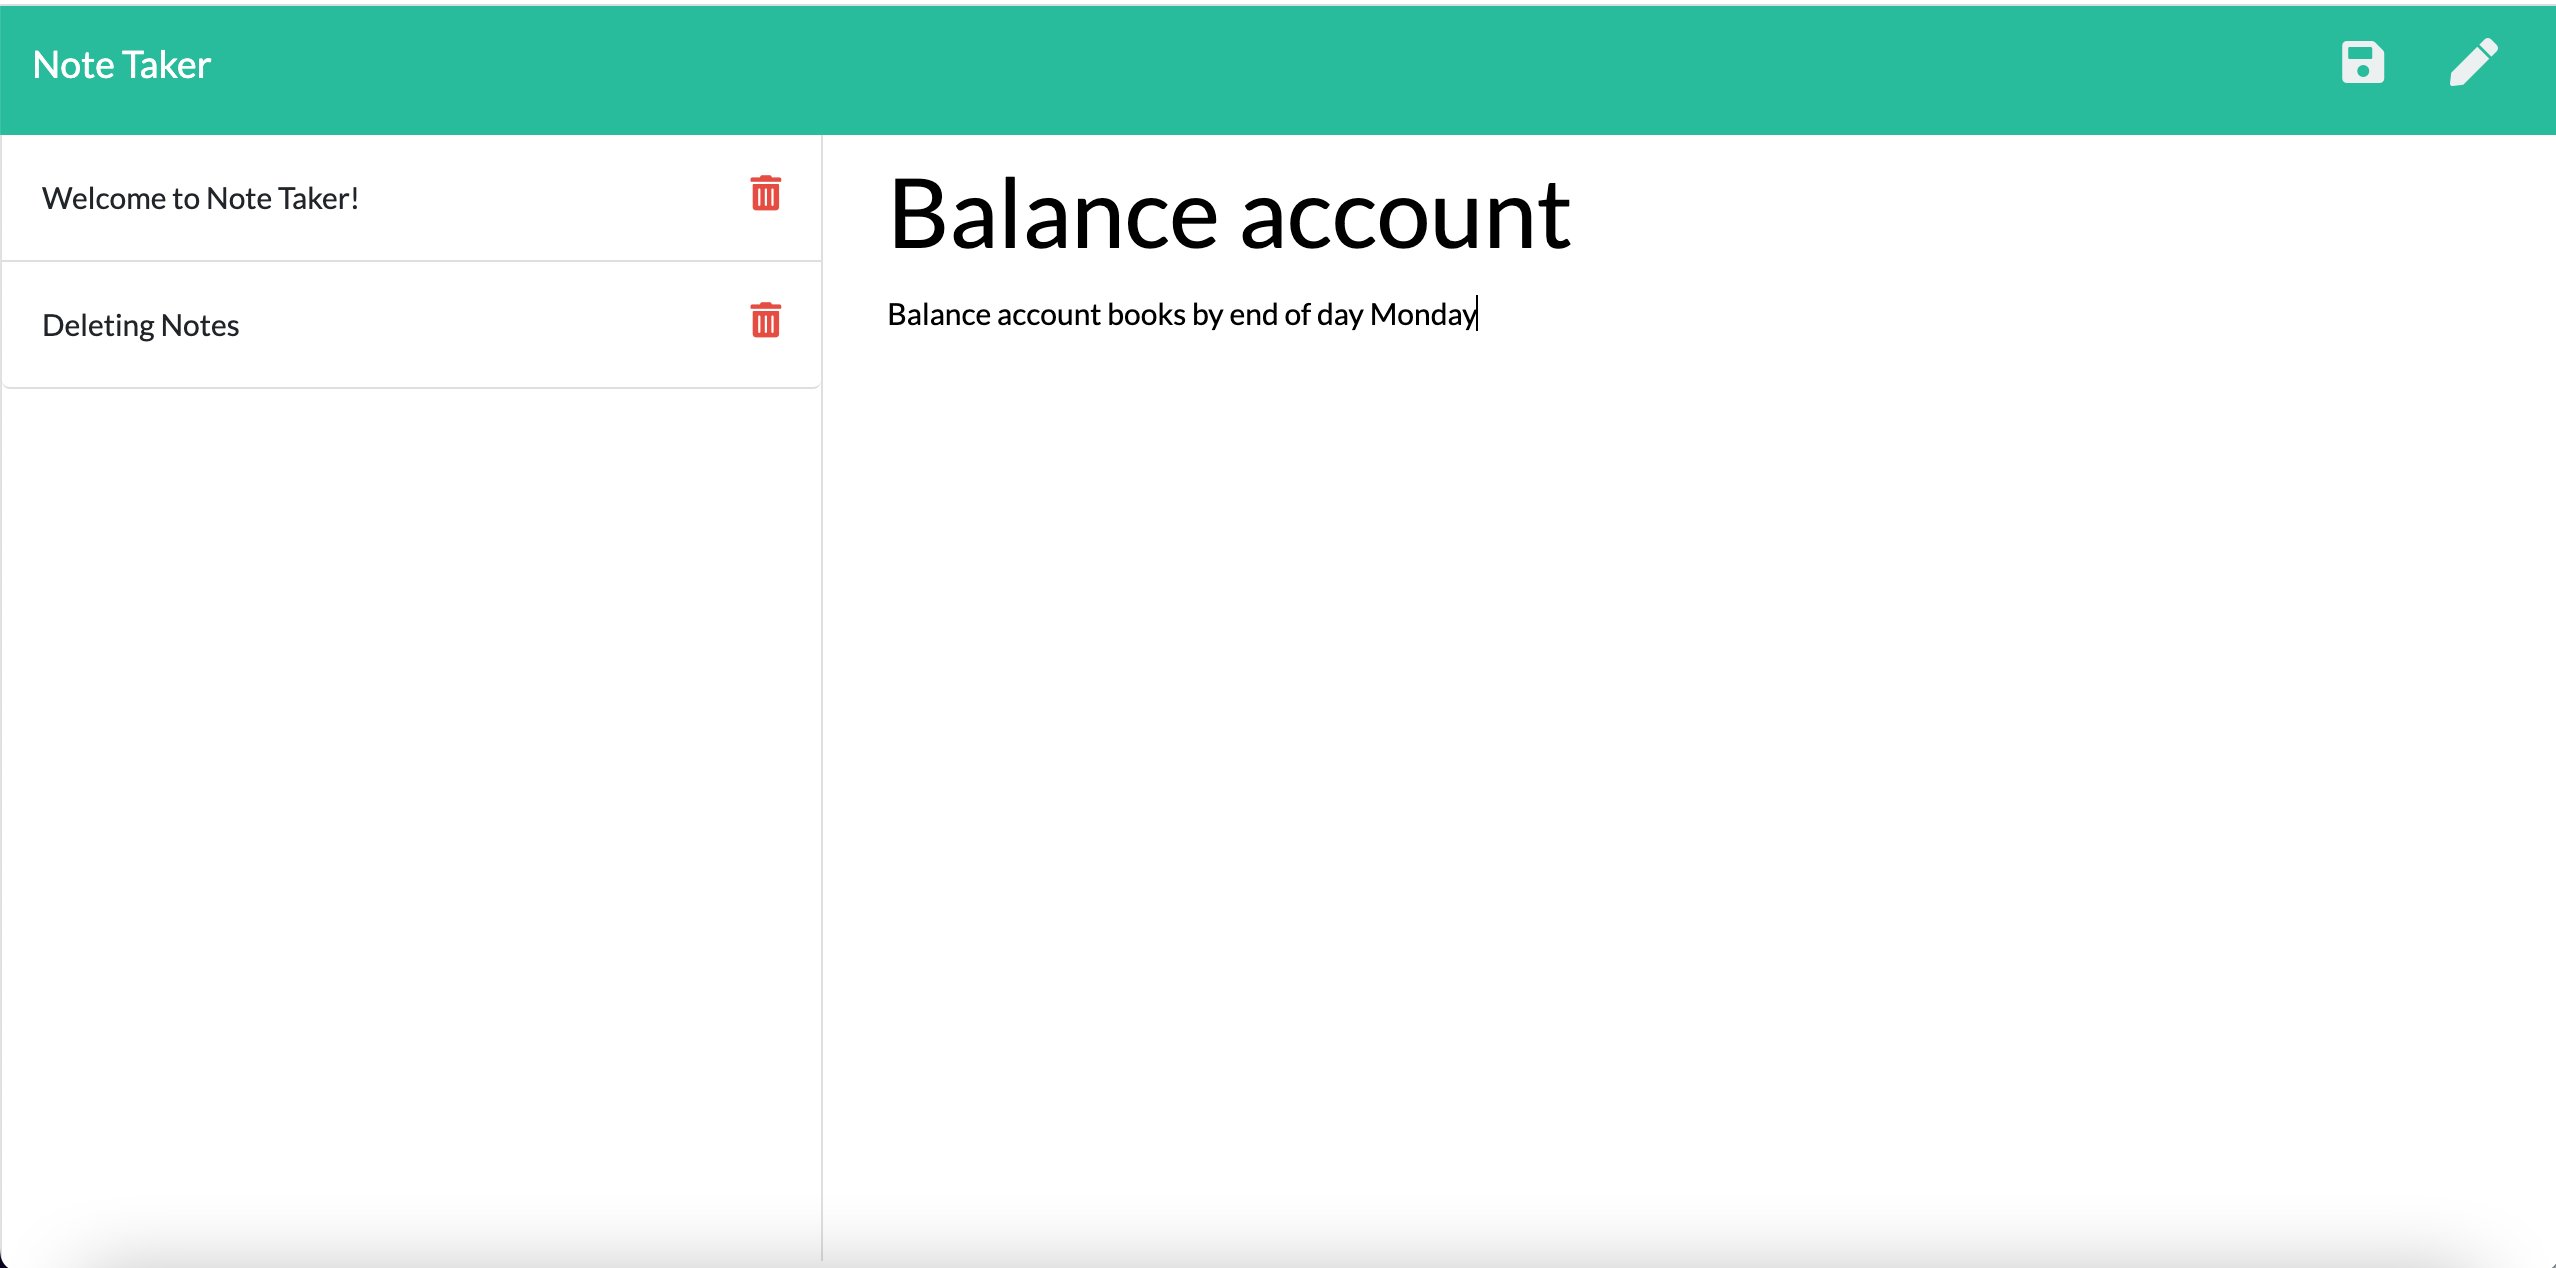 Note Taker
Welcome to Note Taker!
Deleting Notes
Balance account
Balance account books by end of day Monday